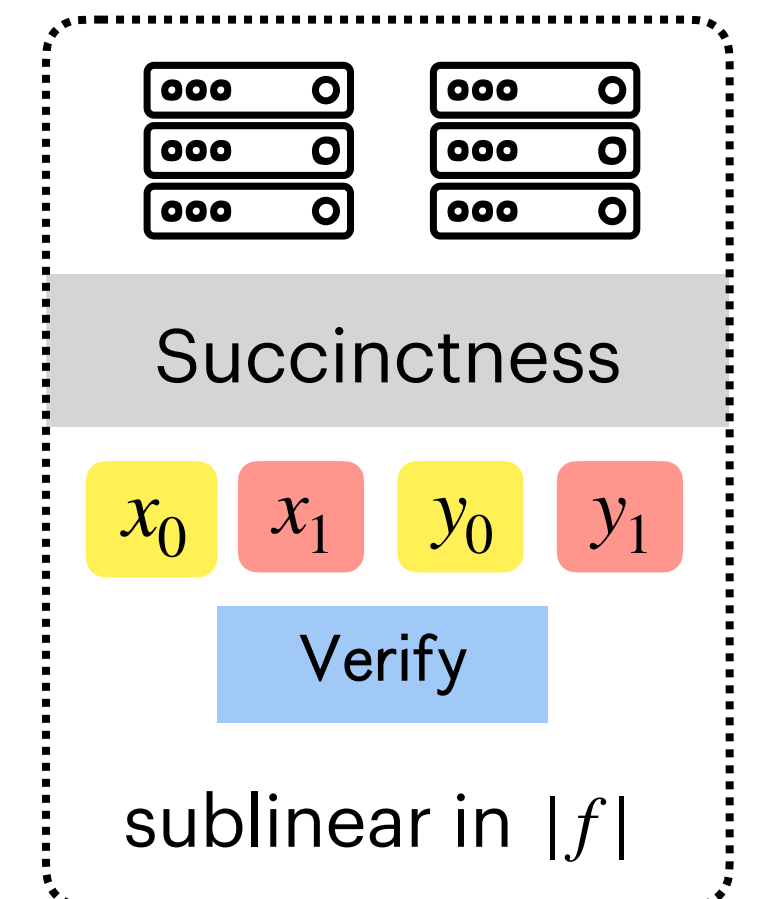 Succinctness
x₀ x₁ y₀ y₁
Verify
sublinear in |f|